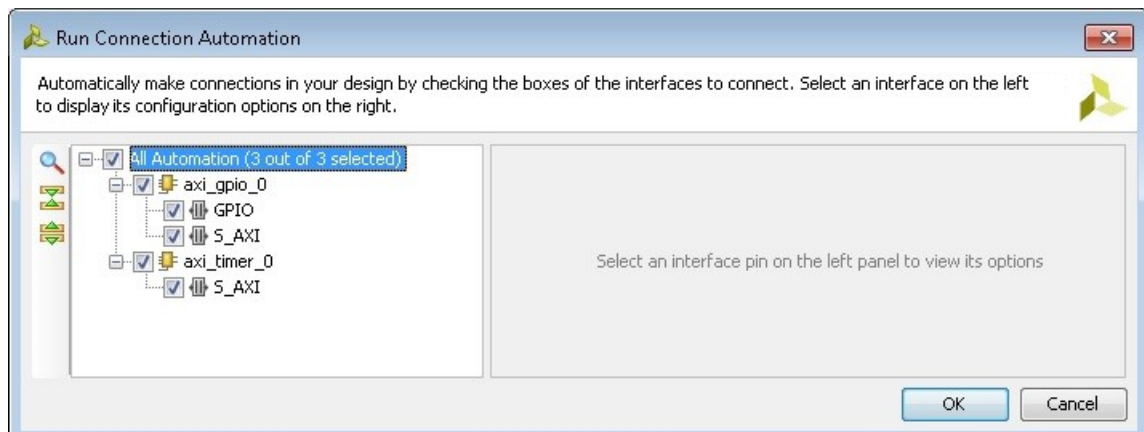 Run Connection Automation
Automatically make connections in your design by checking the boxes of the interfaces to connect. Select an interface on the left
to display its configuration options on the right.
All Automation (3 out of 3 selected)
axi_gpio_0
GPIO
S_AXI
axi_timer_0
S_AXI
Select an interface pin on the left panel to view its options
OK
Cancel